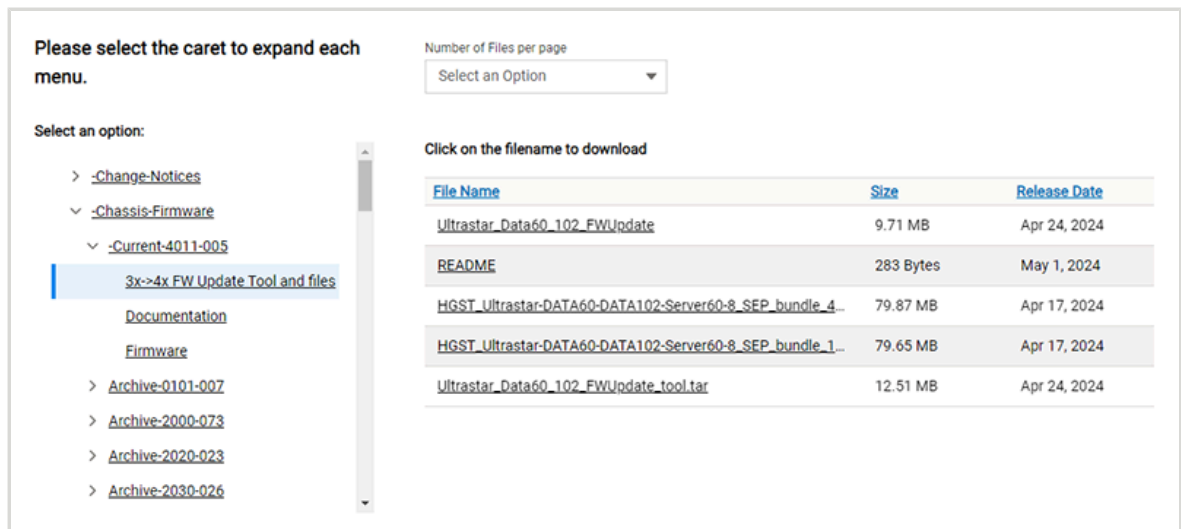 Please select the caret to expand each
menu.
Select an option:
-Change-Notices
-Chassis-Firmware
-Current-4011-005
3x->4x FW Update Tool and files
Documentation
Firmware
Archive-0101-007
Archive-2000-073
Archive-2020-023
Archive-2030-026
Number of Files per page
Select an Option
Click on the filename to download
File Name Size Release Date
Ultrastar_Data60_102_FWUpdate 9.71 MB Apr 24, 2024
README 283 Bytes May 1, 2024
HGST_Ultrastar-DATA60-DATA102-Server60-8_SEP_bundle_4... 79.87 MB Apr 17, 2024
HGST_Ultrastar-DATA60-DATA102-Server60-8_SEP_bundle_1... 79.65 MB Apr 17, 2024
Ultrastar_Data60_102_FWUpdate_tool.tar 12.51 MB Apr 24, 2024